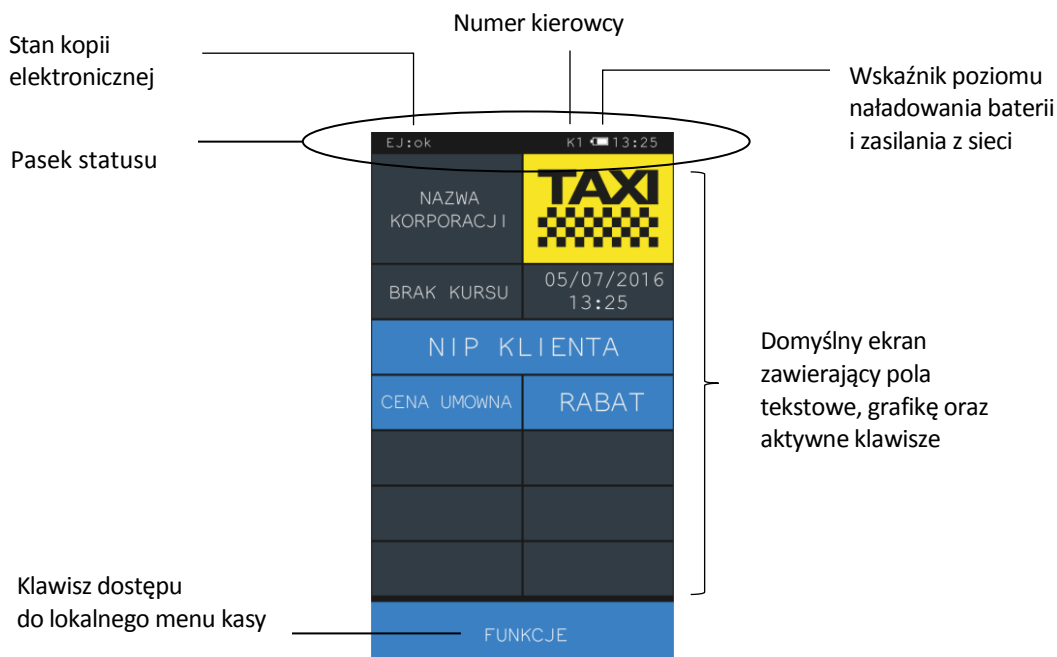 Numer kierowcy
Stan kopii
elektronicznej
Wskaźnik poziomu
naładowania baterii
i zasilania z sieci
Pasek statusu
EJ:ok K1 13:25
NAZWA
KORPORACJI
TAXI
BRAK KURSU
05/07/2016
13:25
NIP KLIENTA
CENA UMOWNA
RABAT
Domyślny ekran
zawierający pola
tekstowe, grafikę oraz
aktywne klawisze
Klawisz dostępu
do lokalnego menu kasy
FUNKCJE